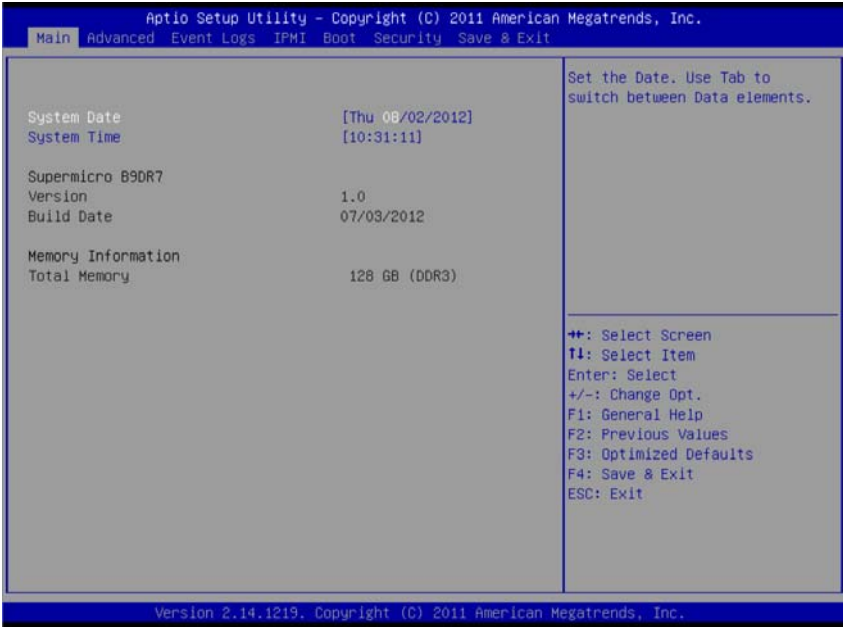 Aptio Setup Utility – Copyright (C) 2011 American Megatrends, Inc.
Main Advanced Event Logs IPMI Boot Security Save & Exit
Set the Date. Use Tab to
switch between Data elements.
System Date [Thu 08/02/2012]
System Time [10:31:11]
Supermicro B9DR7
Version 1.0
Build Date 07/03/2012
Memory Information
Total Memory 128 GB (DDR3)
→←: Select Screen
↑↓: Select Item
Enter: Select
+/-: Change Opt.
F1: General Help
F2: Previous Values
F3: Optimized Defaults
F4: Save & Exit
ESC: Exit
Version 2.14.1219. Copyright (C) 2011 American Megatrends, Inc.